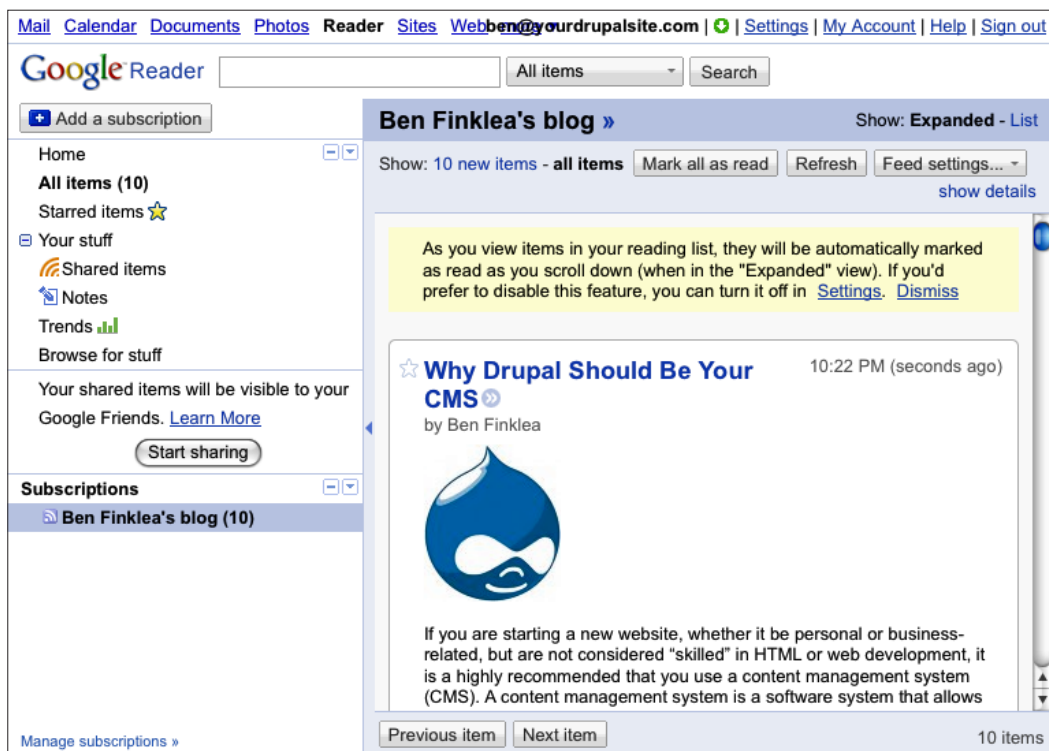 Mail Calendar Documents Photos Reader Sites Web ben@yourdrupalsite.com | Settings | My Account | Help | Sign out
Google Reader All items Search
Add a subscription
Home
All items (10)
Starred items
Your stuff
Shared items
Notes
Trends
Browse for stuff
Your shared items will be visible to your
Google Friends. Learn More
Start sharing
Subscriptions
Ben Finklea's blog (10)
Manage subscriptions »
Ben Finklea's blog » Show: Expanded - List
Show: 10 new items - all items Mark all as read Refresh Feed settings...
show details
As you view items in your reading list, they will be automatically marked
as read as you scroll down (when in the "Expanded" view). If you'd
prefer to disable this feature, you can turn it off in Settings. Dismiss
Why Drupal Should Be Your 10:22 PM (seconds ago)
CMS
by Ben Finklea
If you are starting a new website, whether it be personal or business-
related, but are not considered “skilled” in HTML or web development, it
is a highly recommended that you use a content management system
(CMS). A content management system is a software system that allows
Previous item Next item 10 items